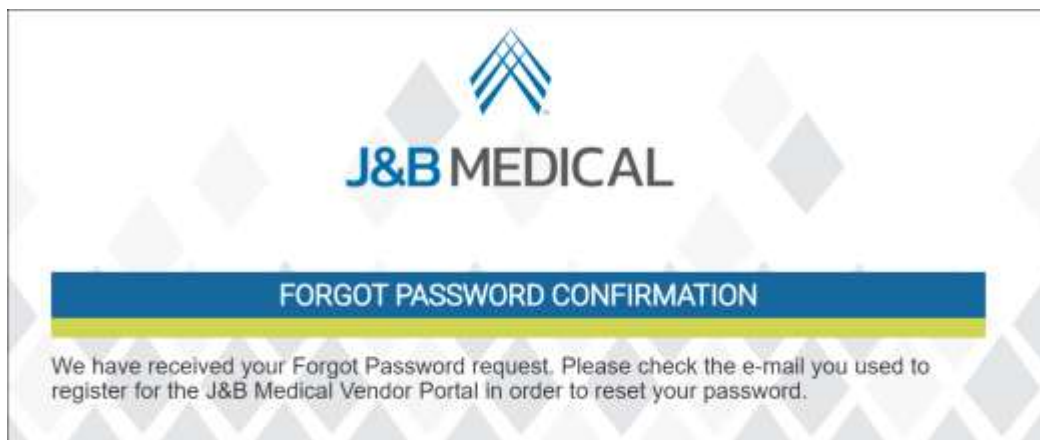 J&B MEDICAL
FORGOT PASSWORD CONFIRMATION
We have received your Forgot Password request. Please check the e-mail you used to
register for the J&B Medical Vendor Portal in order to reset your password.